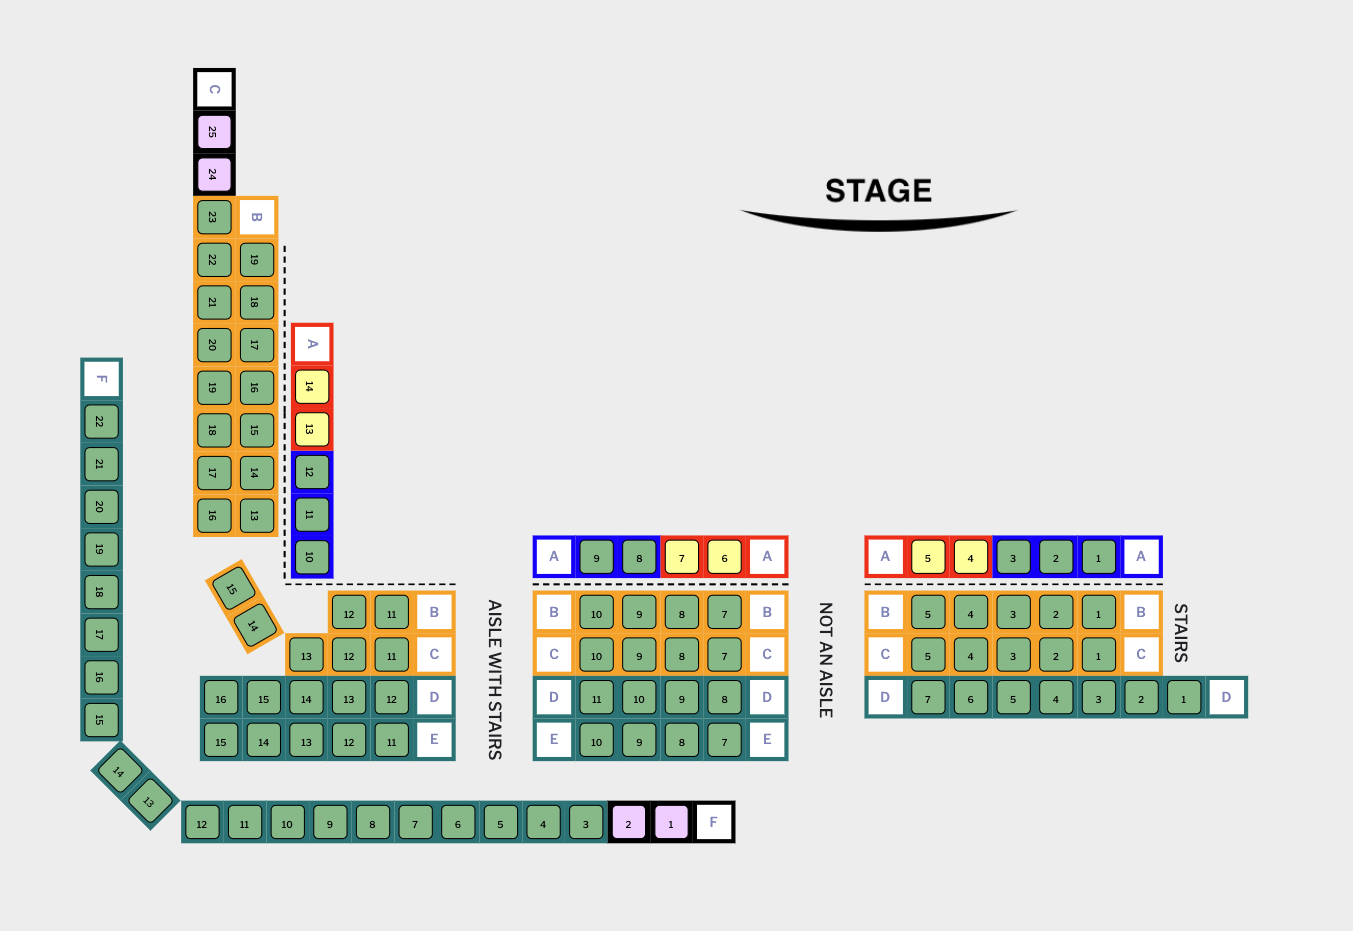 C
25
24
STAGE
23 B
22 19
21 18
20 17
19 16
18 15
17 14
16 13
A
14
13
12
11
10
F
22
21
20
19
18
17
16
15
14
13
15
14
A 9 8 7 6 A
A 5 4 3 2 1 A
12 11 B
13 12 11 C
16 15 14 13 12 D
15 14 13 12 11 E
AISLE WITH STAIRS
B 10 9 8 7 B
C 10 9 8 7 C
D 11 10 9 8 D
E 10 9 8 7 E
NOT AN AISLE
B 5 4 3 2 1 B
C 5 4 3 2 1 C
D 7 6 5 4 3 2 1 D
STAIRS
12 11 10 9 8 7 6 5 4 3 2 1 F